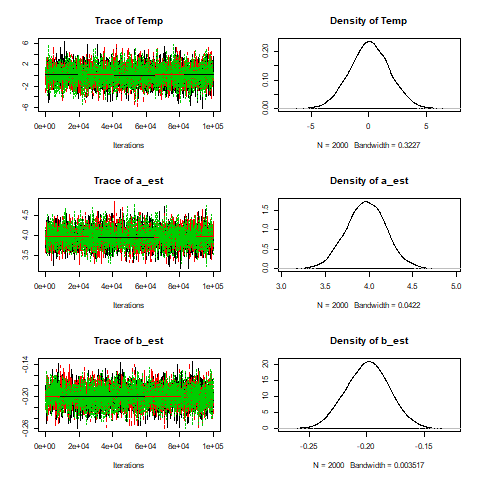 Trace of Temp
6
2
-2
-6
0e+00 2e+04 4e+04 6e+04 8e+04 1e+05
Iterations
Density of Temp
0.20
0.10
0.00
-5 0 5
N = 2000 Bandwidth = 0.3227
Trace of a_est
4.5
4.0
3.5
0e+00 2e+04 4e+04 6e+04 8e+04 1e+05
Iterations
Density of a_est
1.5
1.0
0.5
0.0
3.0 3.5 4.0 4.5 5.0
N = 2000 Bandwidth = 0.0422
Trace of b_est
-0.14
-0.20
-0.26
0e+00 2e+04 4e+04 6e+04 8e+04 1e+05
Iterations
Density of b_est
20
15
10
5
0
-0.25 -0.20 -0.15
N = 2000 Bandwidth = 0.003517